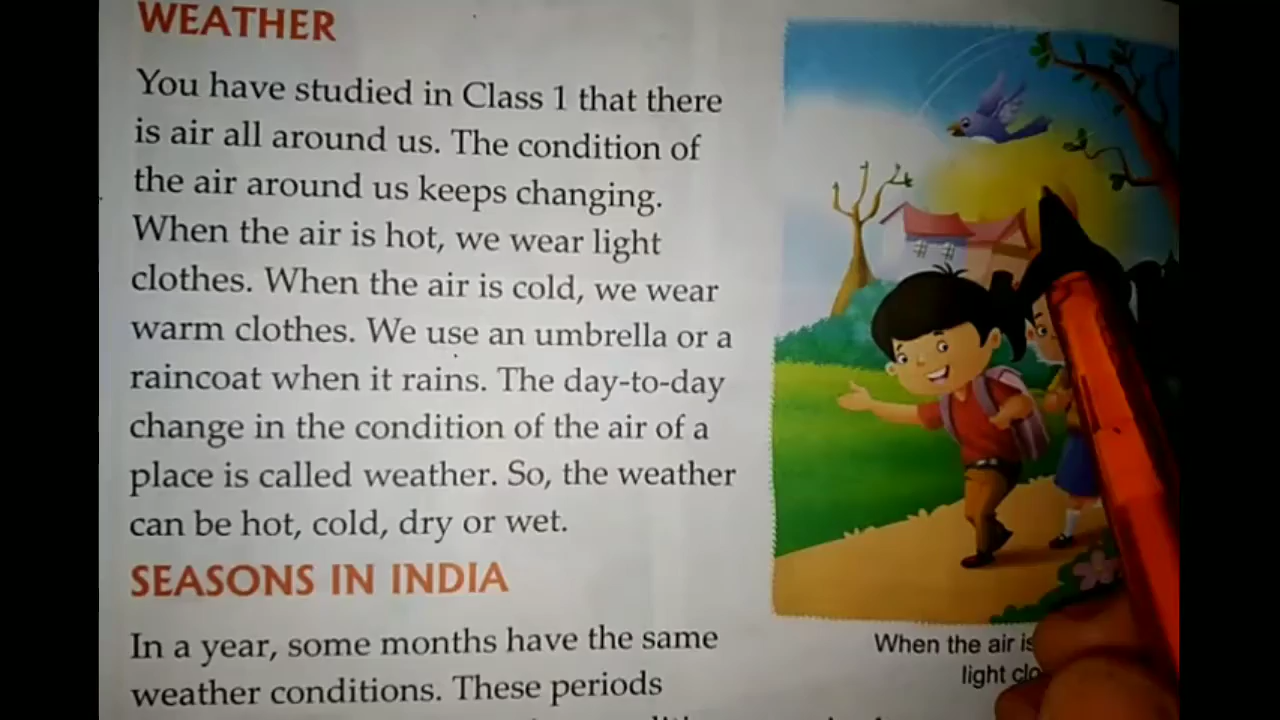 WEATHER
You have studied in Class 1 that there
is air all around us. The condition of
the air around us keeps changing.
When the air is hot, we wear light
clothes. When the air is cold, we wear
warm clothes. We use an umbrella or a
raincoat when it rains. The day-to-day
change in the condition of the air of a
place is called weather. So, the weather
can be hot, cold, dry or wet.
SEASONS IN INDIA
In a year, some months have the same
weather conditions. These periods
When the air is
light